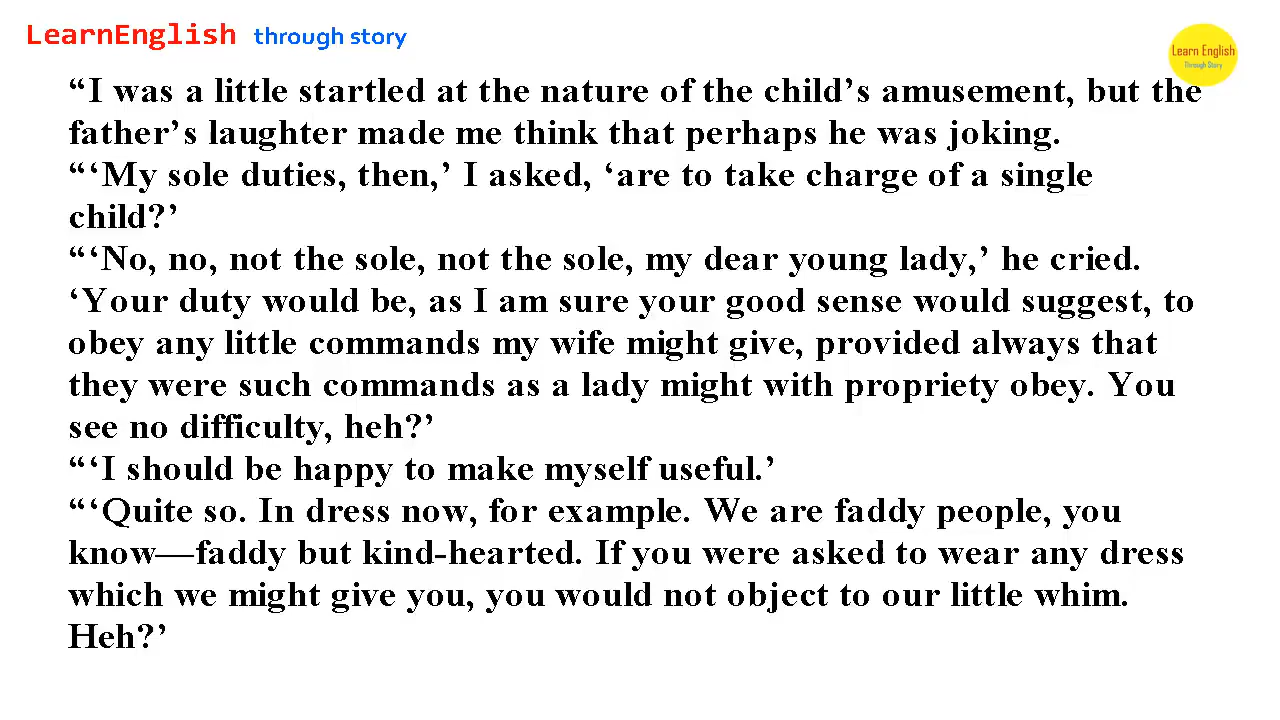 LearnEnglish through story
Learn English
Through Story
“I was a little startled at the nature of the child’s amusement, but the
father’s laughter made me think that perhaps he was joking.
“‘My sole duties, then,’ I asked, ‘are to take charge of a single
child?’
“‘No, no, not the sole, not the sole, my dear young lady,’ he cried.
‘Your duty would be, as I am sure your good sense would suggest, to
obey any little commands my wife might give, provided always that
they were such commands as a lady might with propriety obey. You
see no difficulty, heh?’
“‘I should be happy to make myself useful.’
“‘Quite so. In dress now, for example. We are faddy people, you
know—faddy but kind-hearted. If you were asked to wear any dress
which we might give you, you would not object to our little whim.
Heh?’